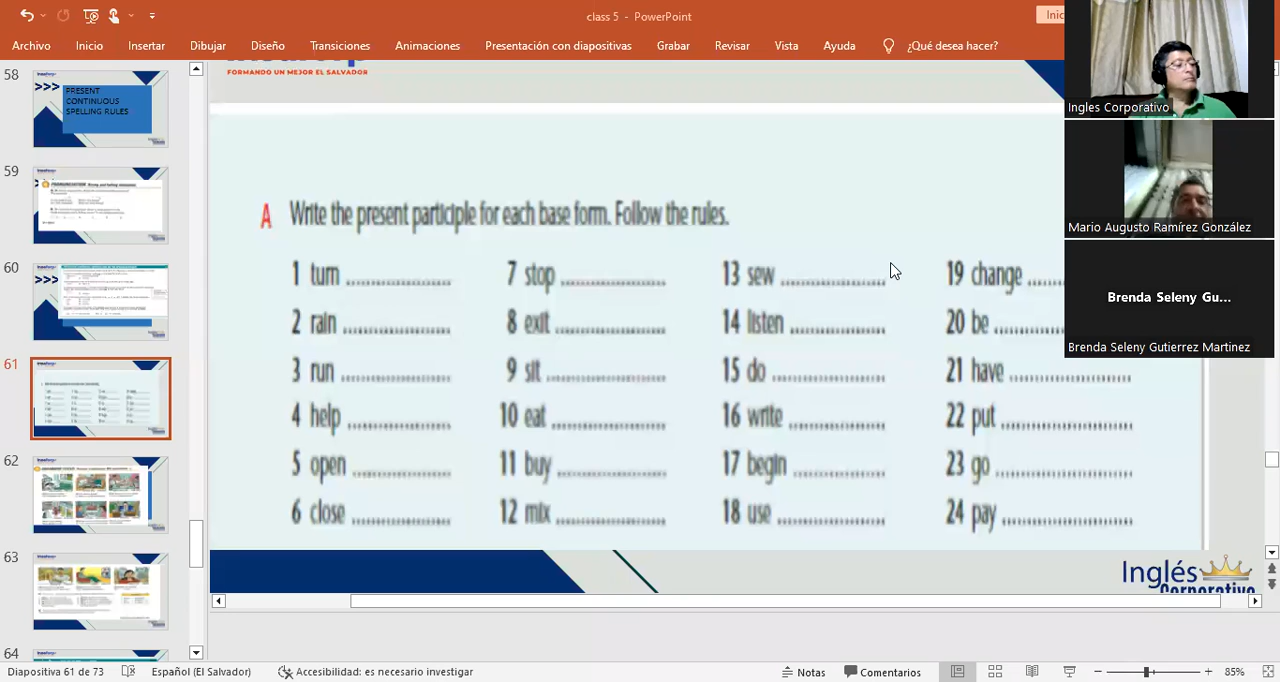 class 5 - PowerPoint
Inic
Archivo Inicio Insertar Dibujar Diseño Transiciones Animaciones Presentación con diapositivas Grabar Revisar Vista Ayuda ¿Qué desea hacer?
FORMANDO UN MEJOR EL SALVADOR
58
PRESENT
CONTINUOUS
SPELLING RULES
59
60
61
62
63
64
A Write the present participle for each base form. Follow the rules.
1 turn ............ 7 stop ............ 13 sew ............ 19 change ......
2 rain ............ 8 exit ............ 14 listen ............ 20 be ............
3 run ............ 9 sit ............ 15 do ............ 21 have ............
4 help ............ 10 eat ............ 16 write ............ 22 put ............
5 open ............ 11 buy ............ 17 begin ............ 23 go ............
6 close ............ 12 mix ............ 18 use ............ 24 pay ............
Inglés
Corporativo
Ingles Corporativo
Mario Augusto Ramírez González
Brenda Seleny Gu...
Brenda Seleny Gutierrez Martinez
Diapositiva 61 de 73 Español (El Salvador) Accesibilidad: es necesario investigar Notas Comentarios 85%